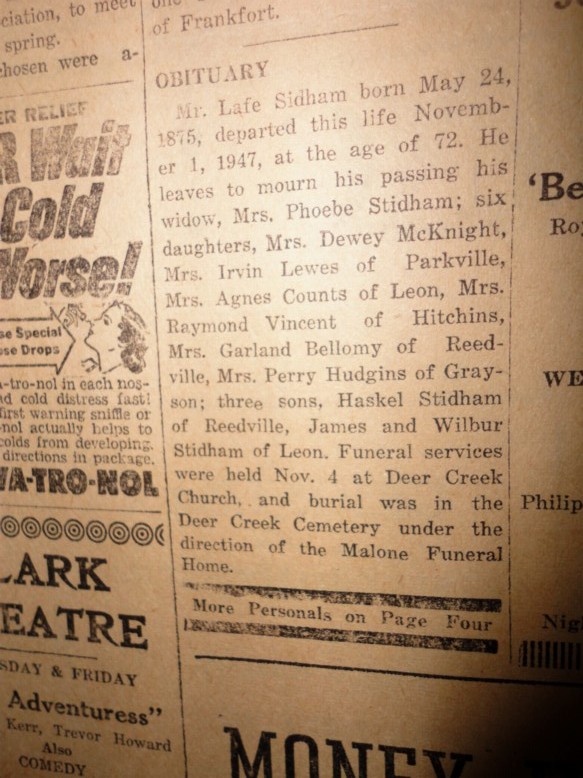 ciation, to meet
spring.
chosen were a-
ER RELIEF
R Wait
Cold
Worse!
se Special
ose Drops
a-tro-nol in each nos-
nd cold distress fast!
first warning sniffle or
-nol actually helps to
colds from developing.
directions in package.
VA-TRO-NOL
LARK
EATRE
SDAY & FRIDAY
Adventuress”
Kerr, Trevor Howard
Also
COMEDY
of Frankfort.
OBITUARY
Mr. Lafe Sidham born May 24,
1875, departed this life Novemb-
er 1, 1947, at the age of 72. He
leaves to mourn his passing his
widow, Mrs. Phoebe Stidham; six
daughters, Mrs. Dewey McKnight,
Mrs. Irvin Lewes of Parkville,
Mrs. Agnes Counts of Leon, Mrs.
Raymond Vincent of Hitchins,
Mrs. Garland Bellomy of Reed-
ville, Mrs. Perry Hudgins of Gray-
son; three sons, Haskel Stidham
of Reedville, James and Wilbur
Stidham of Leon. Funeral services
were held Nov. 4 at Deer Creek
Church, and burial was in the
Deer Creek Cemetery under the
direction of the Malone Funeral
Home.
More Personals on Page Four
MONEY
‘Be
Ro
WE
Philip
Nig